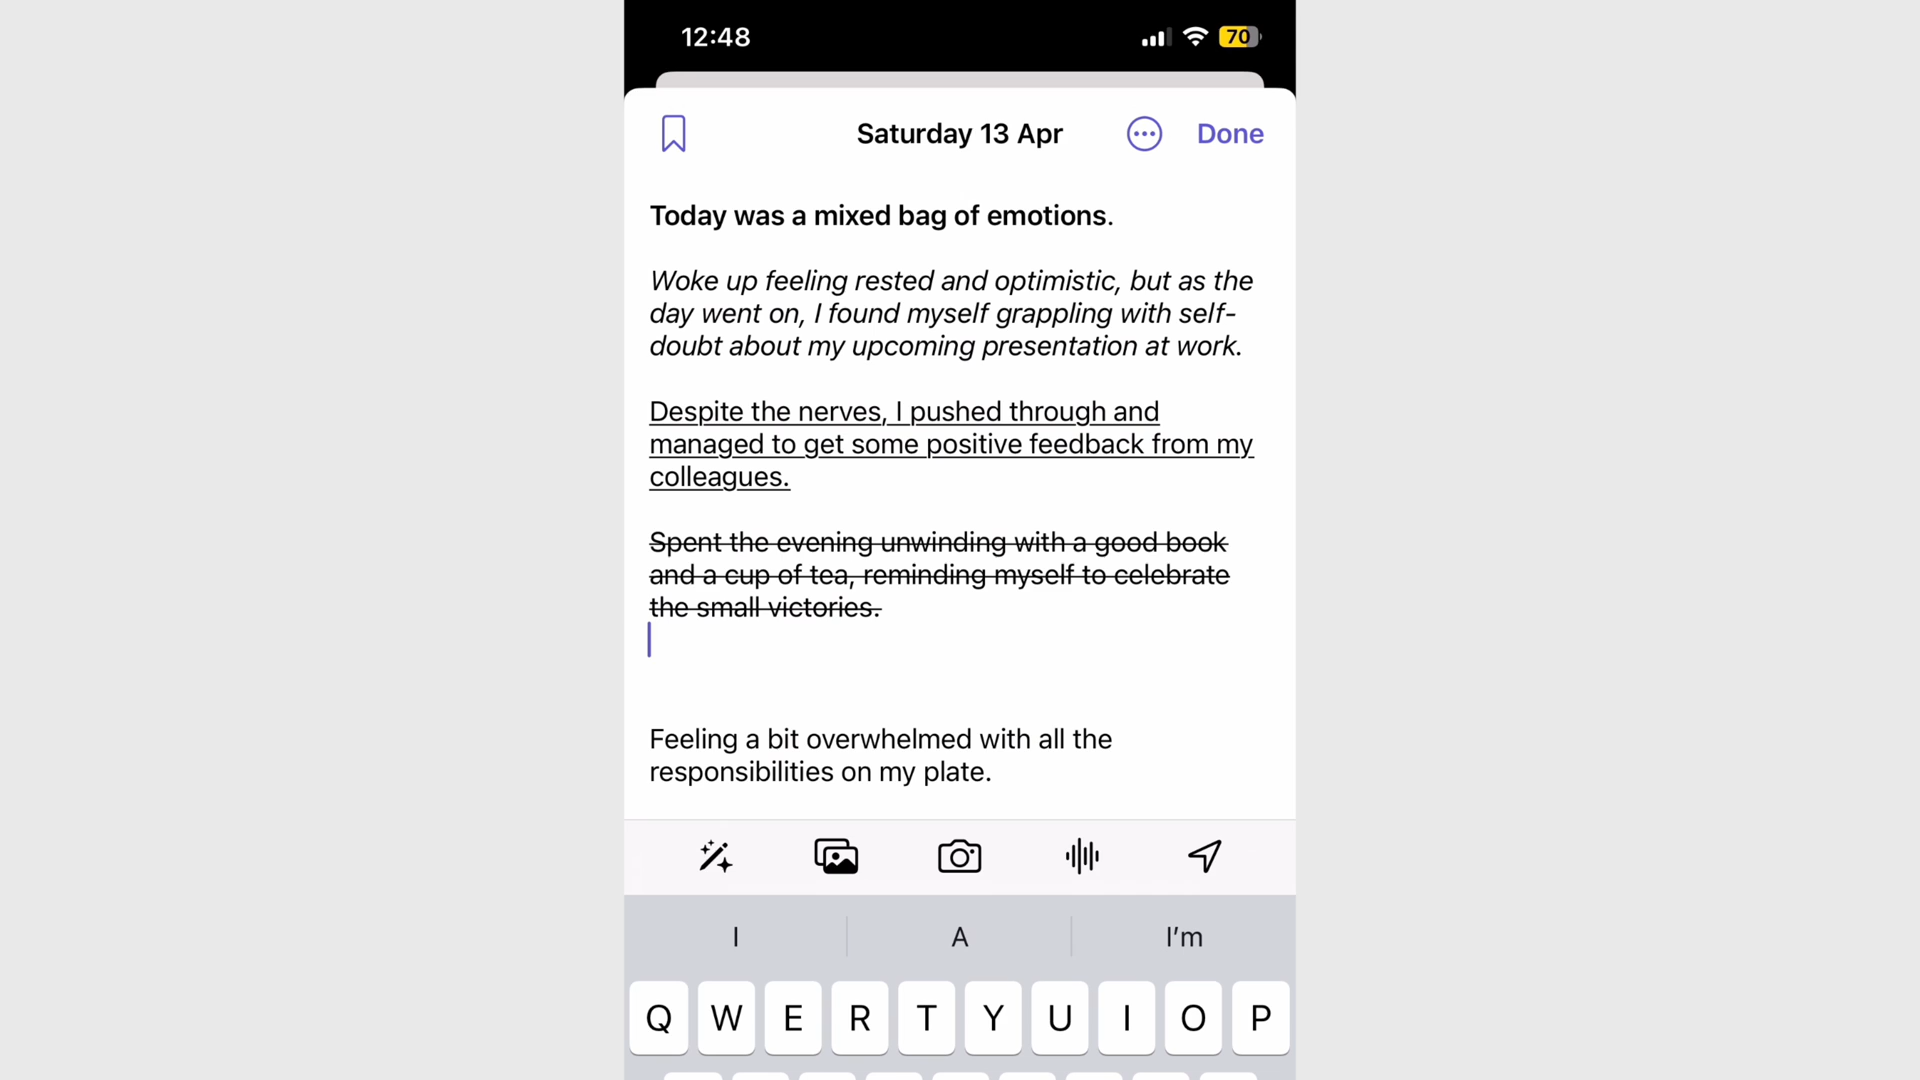 12:48
70
Saturday 13 Apr
Done
Today was a mixed bag of emotions.
Woke up feeling rested and optimistic, but as the
day went on, I found myself grappling with self-
doubt about my upcoming presentation at work.
Despite the nerves, I pushed through and
managed to get some positive feedback from my
colleagues.
Spent the evening unwinding with a good book
and a cup of tea, reminding myself to celebrate
the small victories.
Feeling a bit overwhelmed with all the
responsibilities on my plate.
I A I'm
Q W E R T Y U I O P